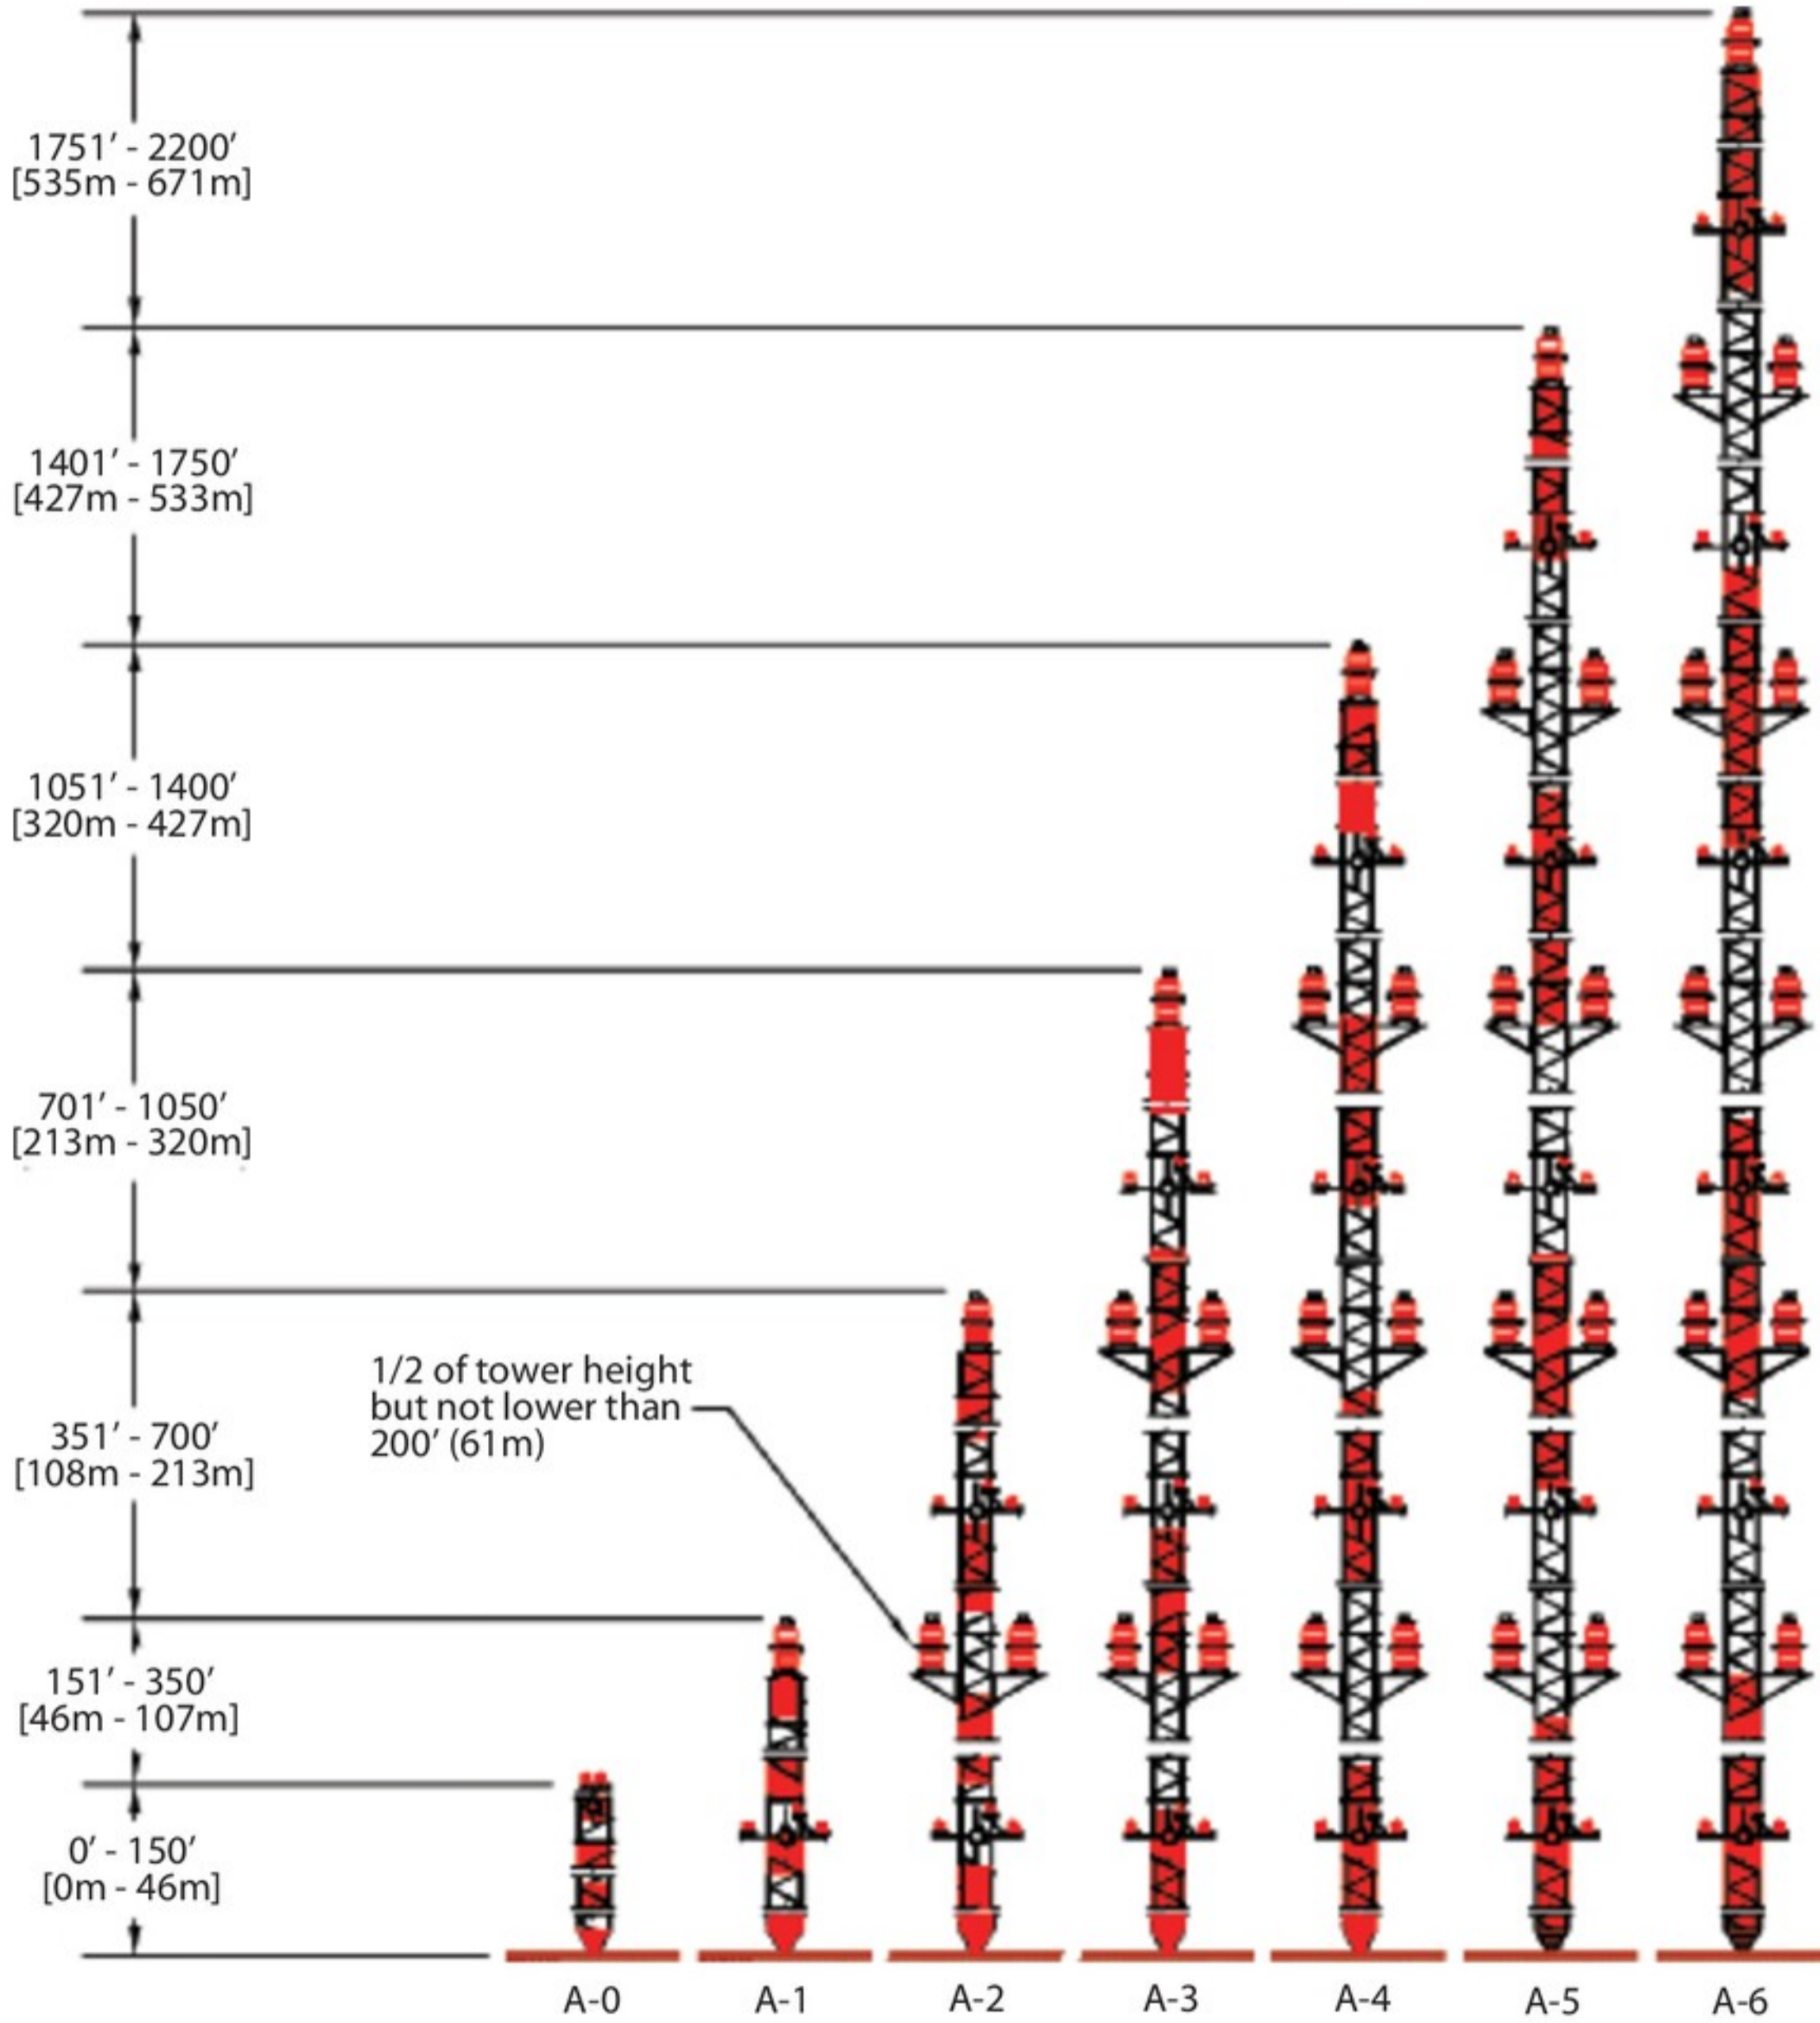 1751′ - 2200′
[535m - 671m]
1401′ - 1750′
[427m - 533m]
1051′ - 1400′
[320m - 427m]
701′ - 1050′
[213m - 320m]
1/2 of tower height
but not lower than
200′ (61m)
351′ - 700′
[108m - 213m]
151′ - 350′
[46m - 107m]
0′ - 150′
[0m - 46m]
A-0 A-1 A-2 A-3 A-4 A-5 A-6